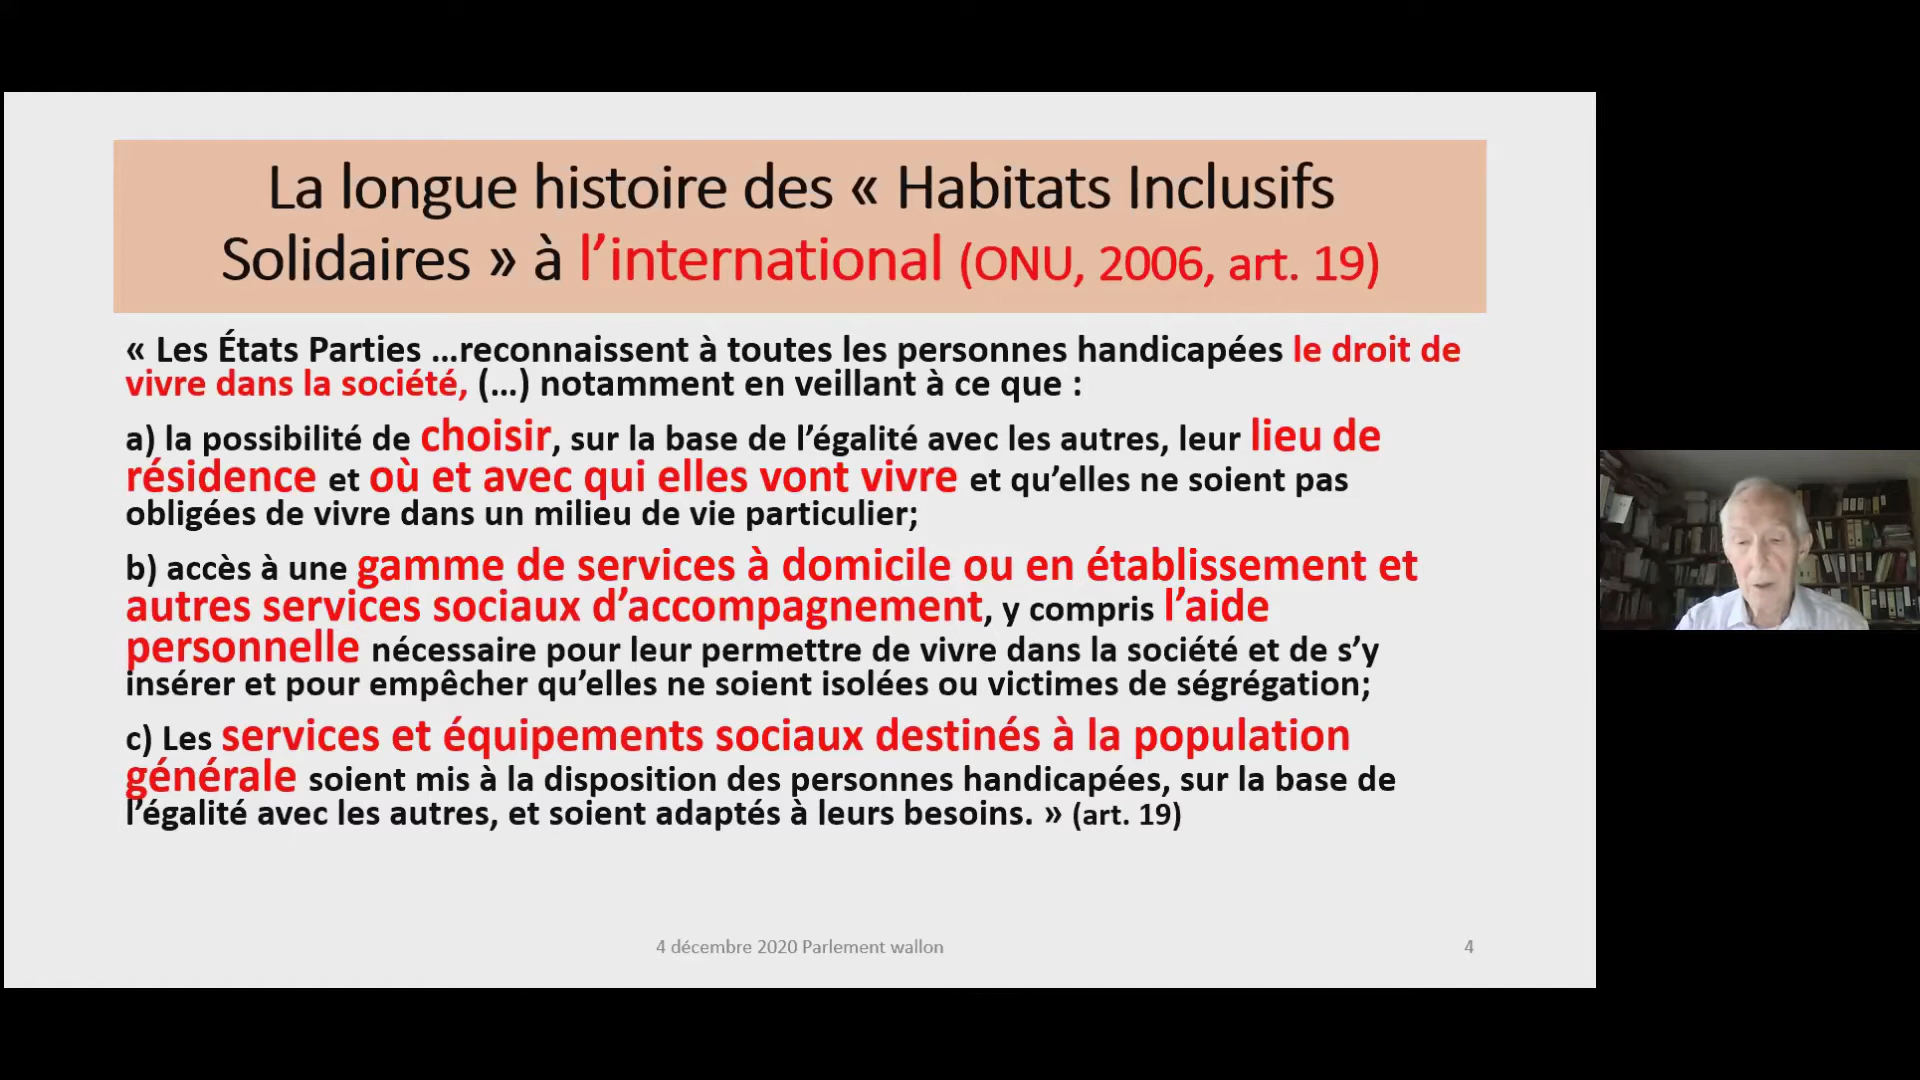 La longue histoire des « Habitats Inclusifs
Solidaires » à l’international (ONU, 2006, art. 19)
« Les États Parties ...reconnaissent à toutes les personnes handicapées le droit de
vivre dans la société, (...) notamment en veillant à ce que :
a) la possibilité de choisir, sur la base de l’égalité avec les autres, leur lieu de
résidence et où et avec qui elles vont vivre et qu’elles ne soient pas
obligées de vivre dans un milieu de vie particulier;
b) accès à une gamme de services à domicile ou en établissement et
autres services sociaux d’accompagnement, y compris l’aide
personnelle nécessaire pour leur permettre de vivre dans la société et de s’y
insérer et pour empêcher qu’elles ne soient isolées ou victimes de ségrégation;
c) Les services et équipements sociaux destinés à la population
générale soient mis à la disposition des personnes handicapées, sur la base de
l’égalité avec les autres, et soient adaptés à leurs besoins. » (art. 19)
4 décembre 2020 Parlement wallon
4